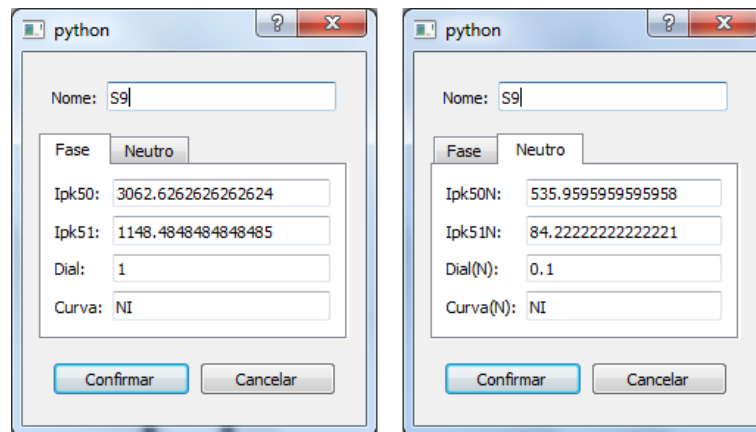 python
Nome: S9
Fase Neutro
Ipk50: 3062.6262626262624
Ipk51: 1148.4848484848485
Dial: 1
Curva: NI
Confirmar Cancelar
python
Nome: S9
Fase Neutro
Ipk50N: 535.9595959595958
Ipk51N: 84.22222222222221
Dial(N): 0.1
Curva(N): NI
Confirmar Cancelar